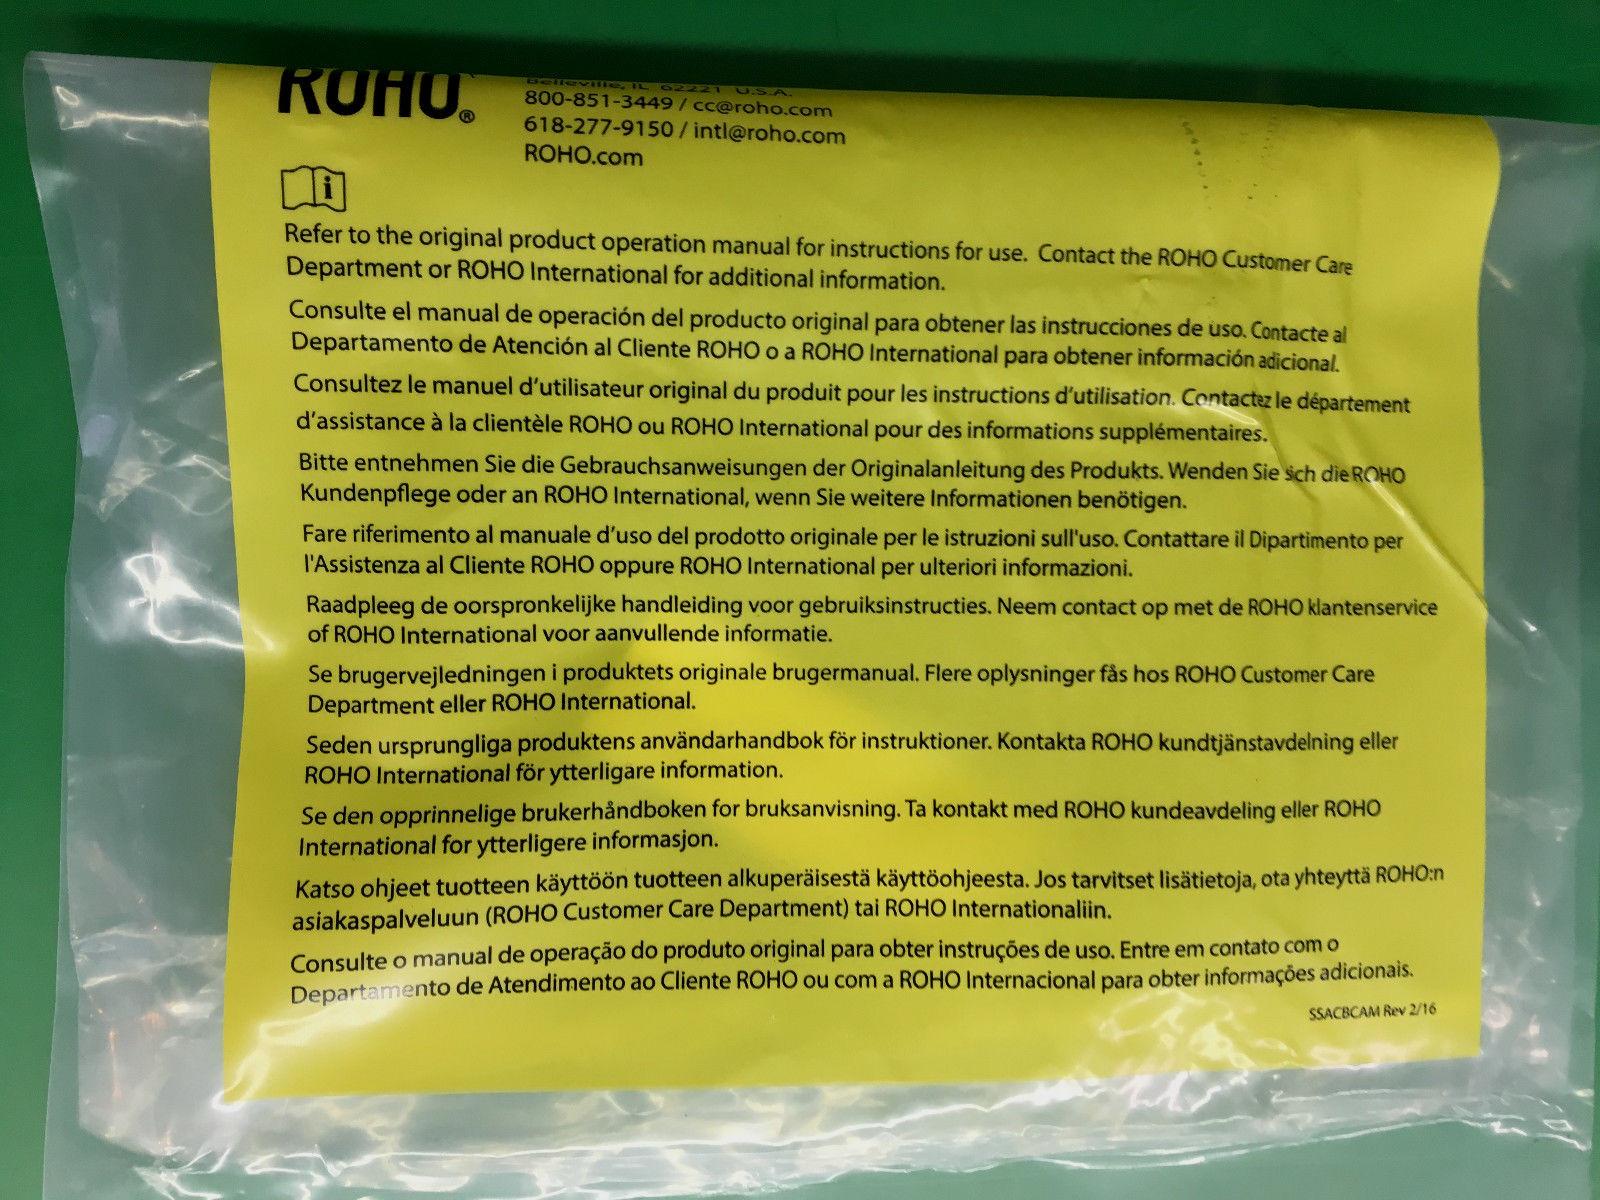 ROHO®
Belleville, IL 62221 U.S.A.
800-851-3449 / cc@roho.com
618-277-9150 / intl@roho.com
ROHO.com
i
Refer to the original product operation manual for instructions for use. Contact the ROHO Customer Care
Department or ROHO International for additional information.
Consulte el manual de operación del producto original para obtener las instrucciones de uso. Contacte al
Departamento de Atención al Cliente ROHO o a ROHO International para obtener información adicional.
Consultez le manuel d’utilisateur original du produit pour les instructions d’utilisation. Contactez le département
d’assistance à la clientèle ROHO ou ROHO International pour des informations supplémentaires.
Bitte entnehmen Sie die Gebrauchsanweisungen der Originalanleitung des Produkts. Wenden Sie sich die ROHO
Kundenpflege oder an ROHO International, wenn Sie weitere Informationen benötigen.
Fare riferimento al manuale d’uso del prodotto originale per le istruzioni sull'uso. Contattare il Dipartimento per
l'Assistenza al Cliente ROHO oppure ROHO International per ulteriori informazioni.
Raadpleeg de oorspronkelijke handleiding voor gebruiksinstructies. Neem contact op met de ROHO klantenservice
of ROHO International voor aanvullende informatie.
Se brugervejledningen i produktets originale brugermanual. Flere oplysninger fås hos ROHO Customer Care
Department eller ROHO International.
Seden ursprungliga produktens användarhandbok för instruktioner. Kontakta ROHO kundtjänstavdelning eller
ROHO International för ytterligare information.
Se den opprinnelige brukerhåndboken for bruksanvisning. Ta kontakt med ROHO kundeavdeling eller ROHO
International for ytterligere informasjon.
Katso ohjeet tuotteen käyttöön tuotteen alkuperäisestä käyttöohjeesta. Jos tarvitset lisätietoja, ota yhteyttä ROHO:n
asiakaspalveluun (ROHO Customer Care Department) tai ROHO Internationaliin.
Consulte o manual de operação do produto original para obter instruções de uso. Entre em contato com o
Departamento de Atendimento ao Cliente ROHO ou com a ROHO Internacional para obter informações adicionais.
SSACBCAM Rev 2/16